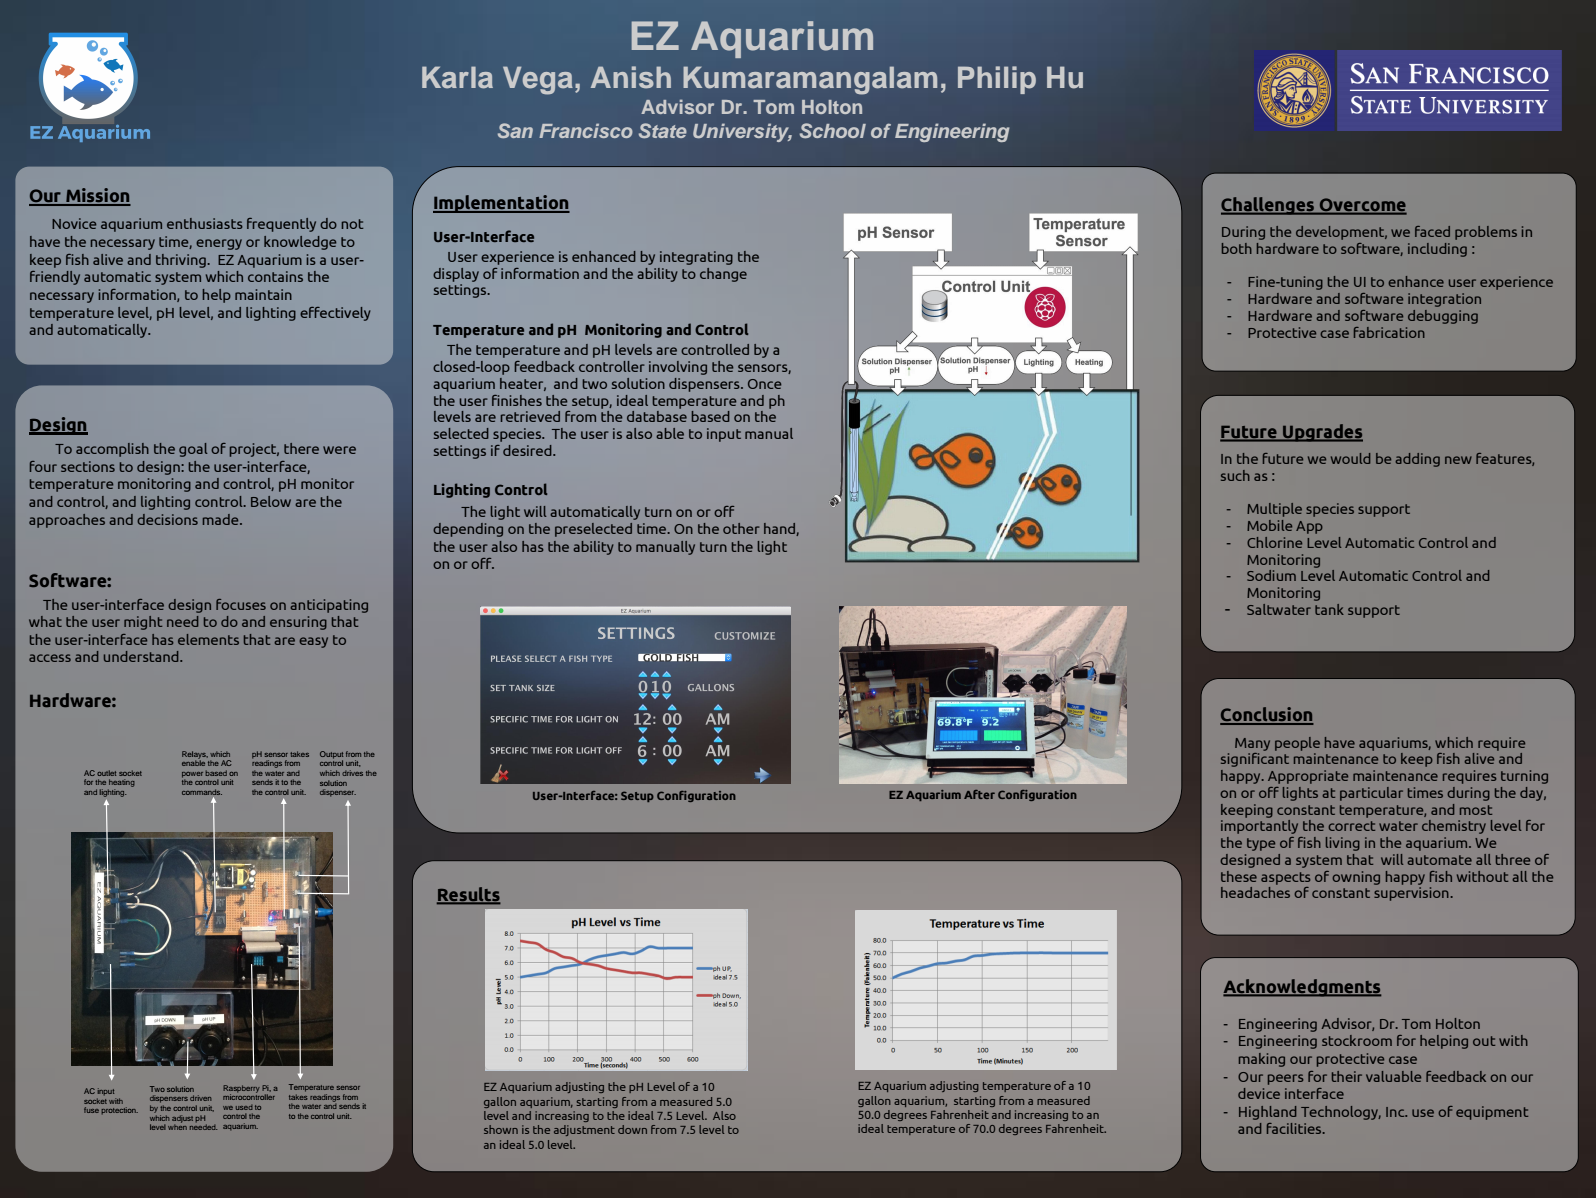 EZ Aquarium
Karla Vega, Anish Kumaramangalam, Philip Hu
Advisor Dr. Tom Holton
San Francisco State University, School of Engineering
EZ Aquarium
SAN FRANCISCO
STATE UNIVERSITY
SAN FRANCISCO STATE UNIVERSITY
1899
Our Mission
Novice aquarium enthusiasts frequently do not
have the necessary time, energy or knowledge to
keep fish alive and thriving. EZ Aquarium is a user-
friendly automatic system which contains the
necessary information, to help maintain
temperature level, pH level, and lighting effectively
and automatically.
Design
To accomplish the goal of project, there were
four sections to design: the user-interface,
temperature monitoring and control, pH monitor
and control, and lighting control. Below are the
approaches and decisions made.
Software:
The user-interface design focuses on anticipating
what the user might need to do and ensuring that
the user-interface has elements that are easy to
access and understand.
Hardware:
AC outlet socket
for the heating
and lighting.
Relays, which
enable the AC
power based on
the control unit
commands.
pH sensor takes
readings from
the water and
sends it to the
the control unit.
Output from the
control unit,
which drives the
solution
dispenser.
EZ AQUARIUM
pH DOWN
pH UP
AC input
socket with
fuse protection.
Two solution
dispensers driven
by the control unit,
which adjust pH
level when needed.
Raspberry Pi, a
microcontroller
we used to
control the
aquarium.
Temperature sensor
takes readings from
the water and sends it
to the control unit.
Implementation
User-Interface
User experience is enhanced by integrating the
display of information and the ability to change
settings.
Temperature and pH Monitoring and Control
The temperature and pH levels are controlled by a
closed-loop feedback controller involving the sensors,
aquarium heater, and two solution dispensers. Once
the user finishes the setup, ideal temperature and ph
levels are retrieved from the database based on the
selected species. The user is also able to input manual
settings if desired.
Lighting Control
The light will automatically turn on or off
depending on the preselected time. On the other hand,
the user also has the ability to manually turn the light
on or off.
pH Sensor
Temperature
Sensor
Control Unit
Solution Dispenser
pH ↑
Solution Dispenser
pH ↓
Lighting
Heating
EZ Aquarium
SETTINGS
CUSTOMIZE
PLEASE SELECT A FISH TYPE
GOLD FISH
SET TANK SIZE
010
GALLONS
SPECIFIC TIME FOR LIGHT ON
12: 00
AM
SPECIFIC TIME FOR LIGHT OFF
6 : 00
AM
User-Interface: Setup Configuration
69.8°F 9.2
EZ Aquarium After Configuration
Results
pH Level vs Time
pH Level
8.0
7.0
6.0
5.0
4.0
3.0
2.0
1.0
0.0
0 100 200 300 400 500 600
Time (seconds)
ph UP,
ideal 7.5
ph Down,
ideal 5.0
EZ Aquarium adjusting the pH Level of a 10
gallon aquarium, starting from a measured 5.0
level and increasing to the ideal 7.5 Level. Also
shown is the adjustment down from 7.5 level to
an ideal 5.0 level.
Temperature vs Time
Temperature (Fahrenheit)
80.0
70.0
60.0
50.0
40.0
30.0
20.0
10.0
0.0
0 50 100 150 200
Time (Minutes)
EZ Aquarium adjusting temperature of a 10
gallon aquarium, starting from a measured
50.0 degrees Fahrenheit and increasing to an
ideal temperature of 70.0 degrees Fahrenheit.
Challenges Overcome
During the development, we faced problems in
both hardware to software, including :
- Fine-tuning the UI to enhance user experience
- Hardware and software integration
- Hardware and software debugging
- Protective case fabrication
Future Upgrades
In the future we would be adding new features,
such as :
- Multiple species support
- Mobile App
- Chlorine Level Automatic Control and
Monitoring
- Sodium Level Automatic Control and
Monitoring
- Saltwater tank support
Conclusion
Many people have aquariums, which require
significant maintenance to keep fish alive and
happy. Appropriate maintenance requires turning
on or off lights at particular times during the day,
keeping constant temperature, and most
importantly the correct water chemistry level for
the type of fish living in the aquarium. We
designed a system that will automate all three of
these aspects of owning happy fish without all the
headaches of constant supervision.
Acknowledgments
- Engineering Advisor, Dr. Tom Holton
- Engineering stockroom for helping out with
making our protective case
- Our peers for their valuable feedback on our
device interface
- Highland Technology, Inc. use of equipment
and facilities.